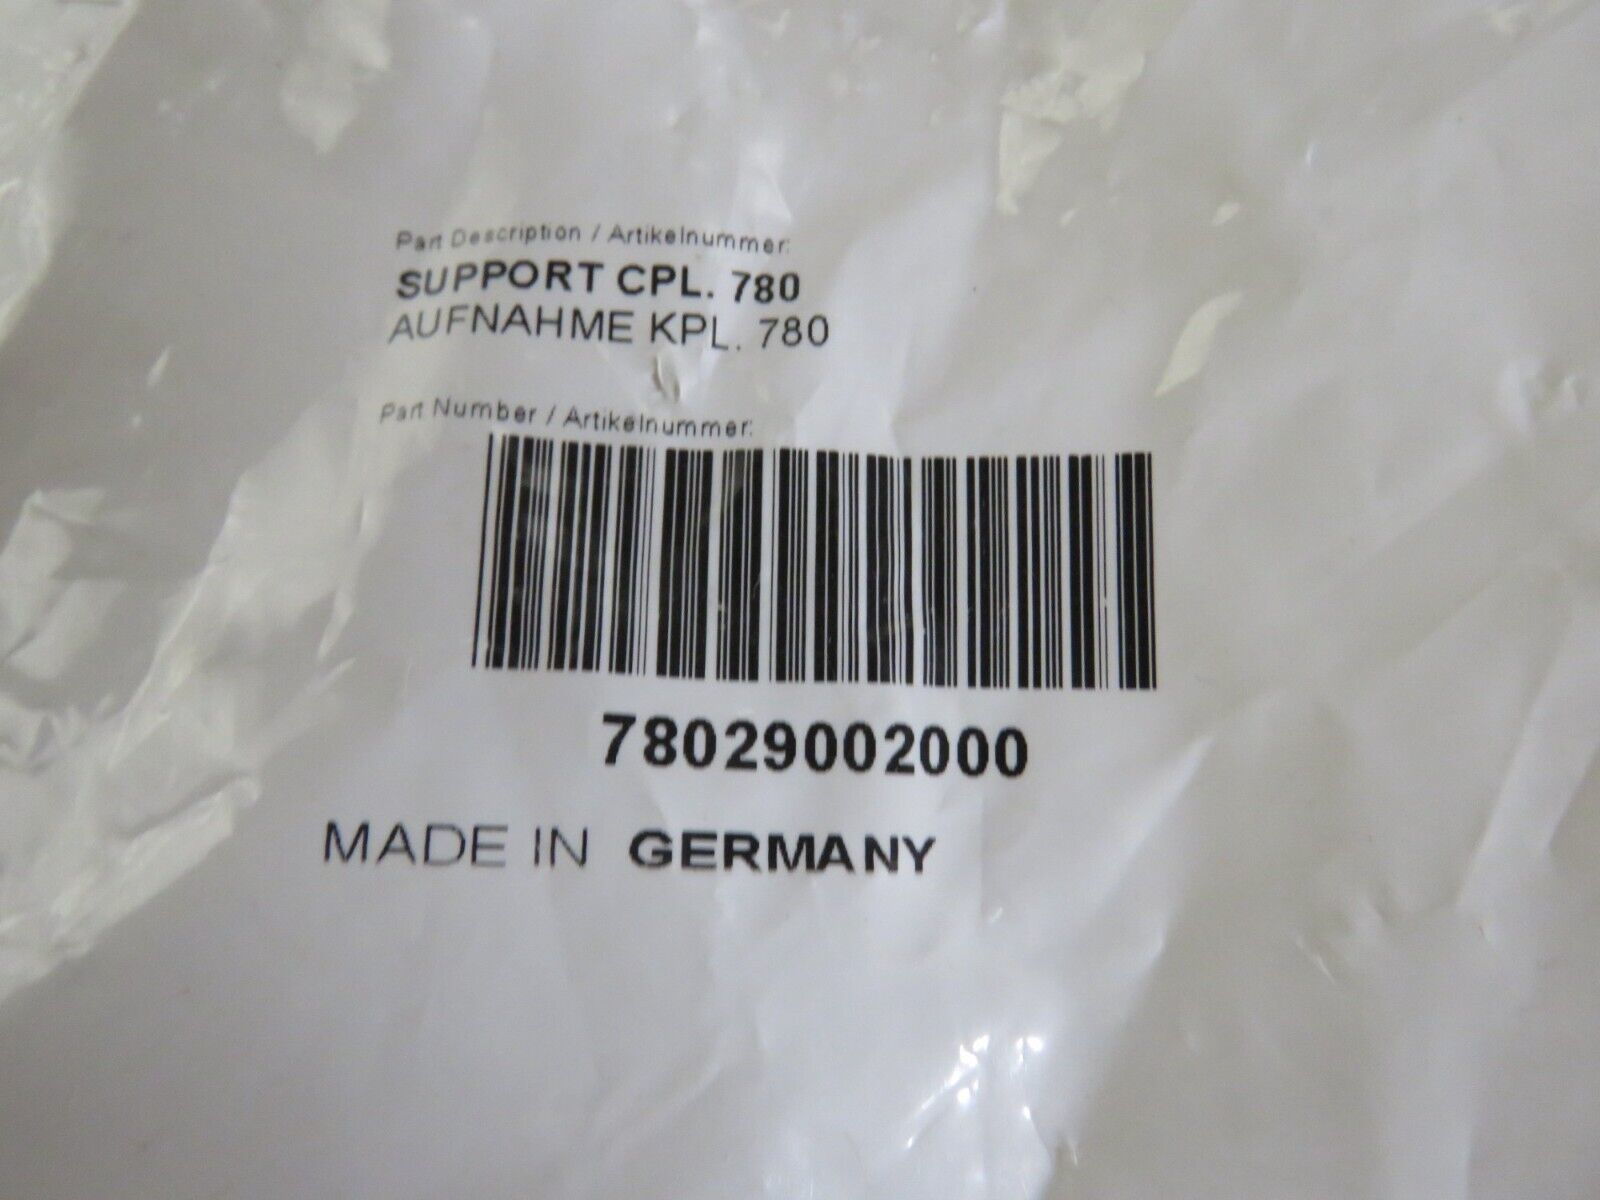 Part Description / Artikelnummer:
SUPPORT CPL. 780
AUFNAHME KPL. 780
Part Number / Artikelnummer:
78029002000
MADE IN GERMANY